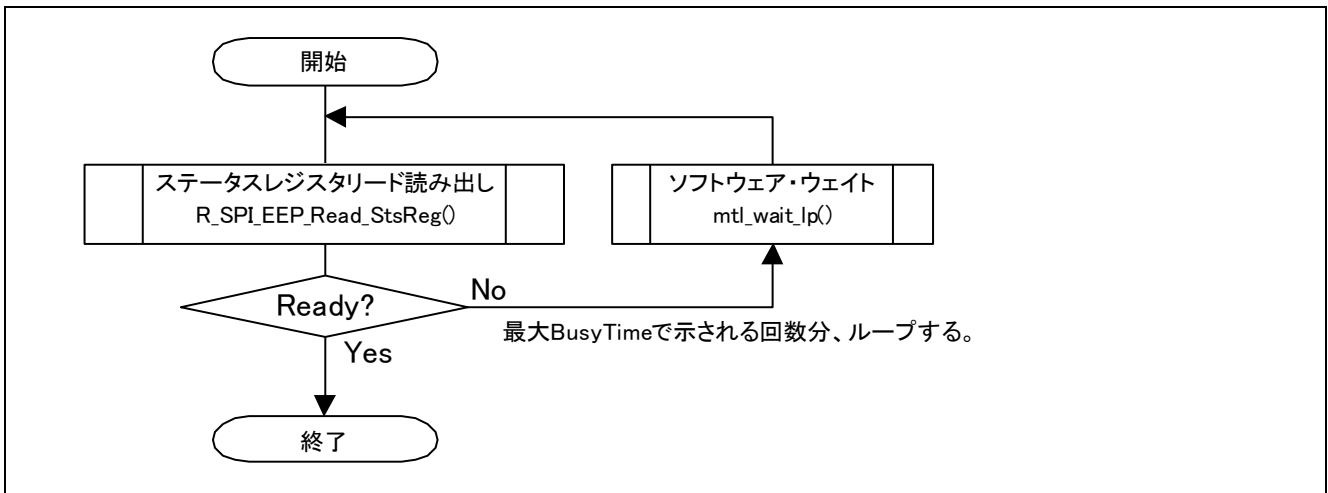 開始
ステータスレジスタリード読み出し
R_SPI_EEP_Read_StsReg()
ソフトウェア・ウェイト
mtl_wait_lp()
Ready?
No
最大BusyTimeで示される回数分、ループする。
Yes
終了